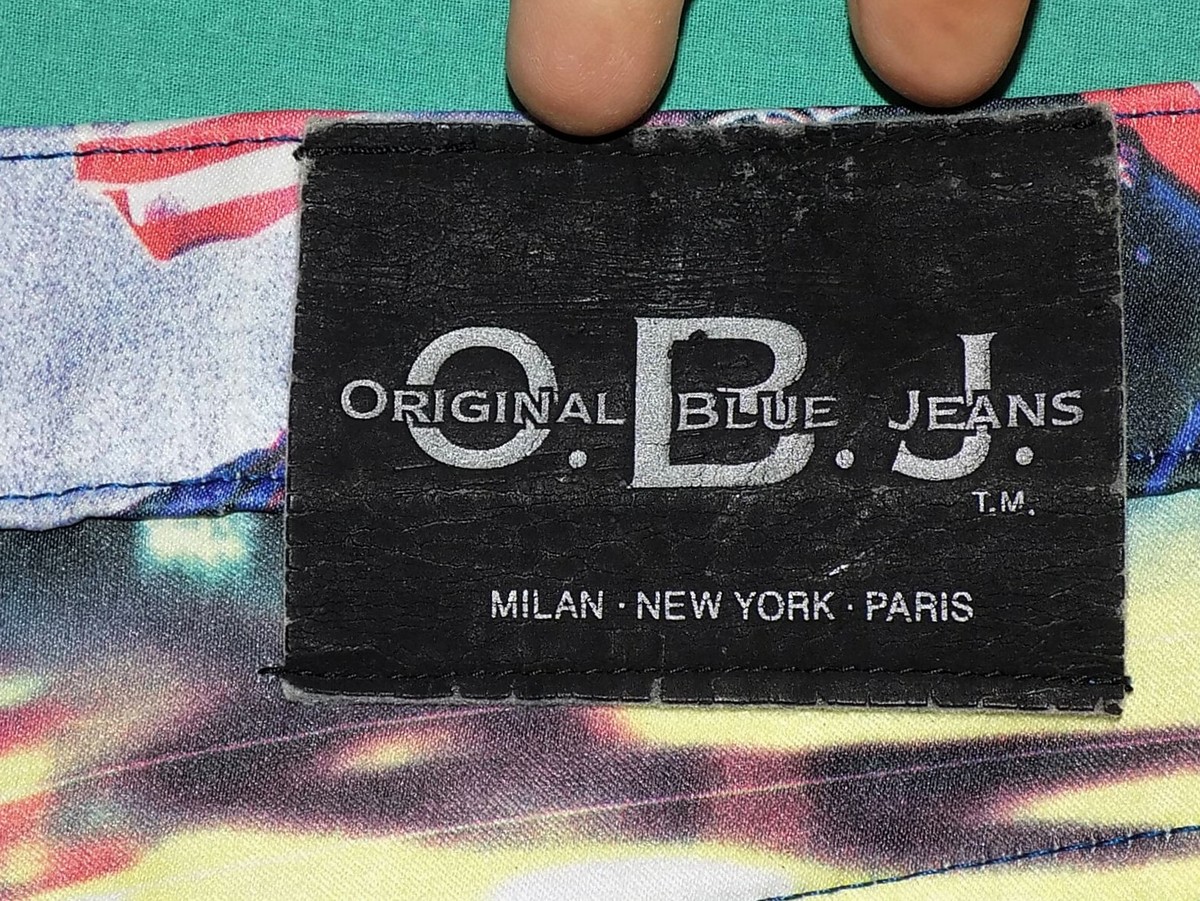 O.B.J.
ORIGINAL BLUE JEANS
T.M.
MILAN · NEW YORK · PARIS